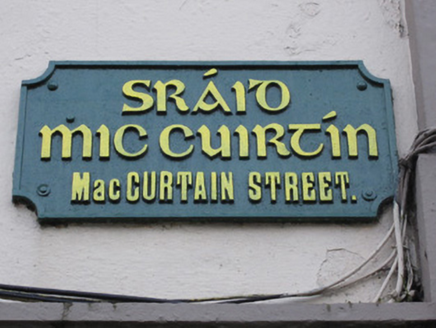 SRÁID
MIC CUIRTÍN
MacCURTAIN STREET.